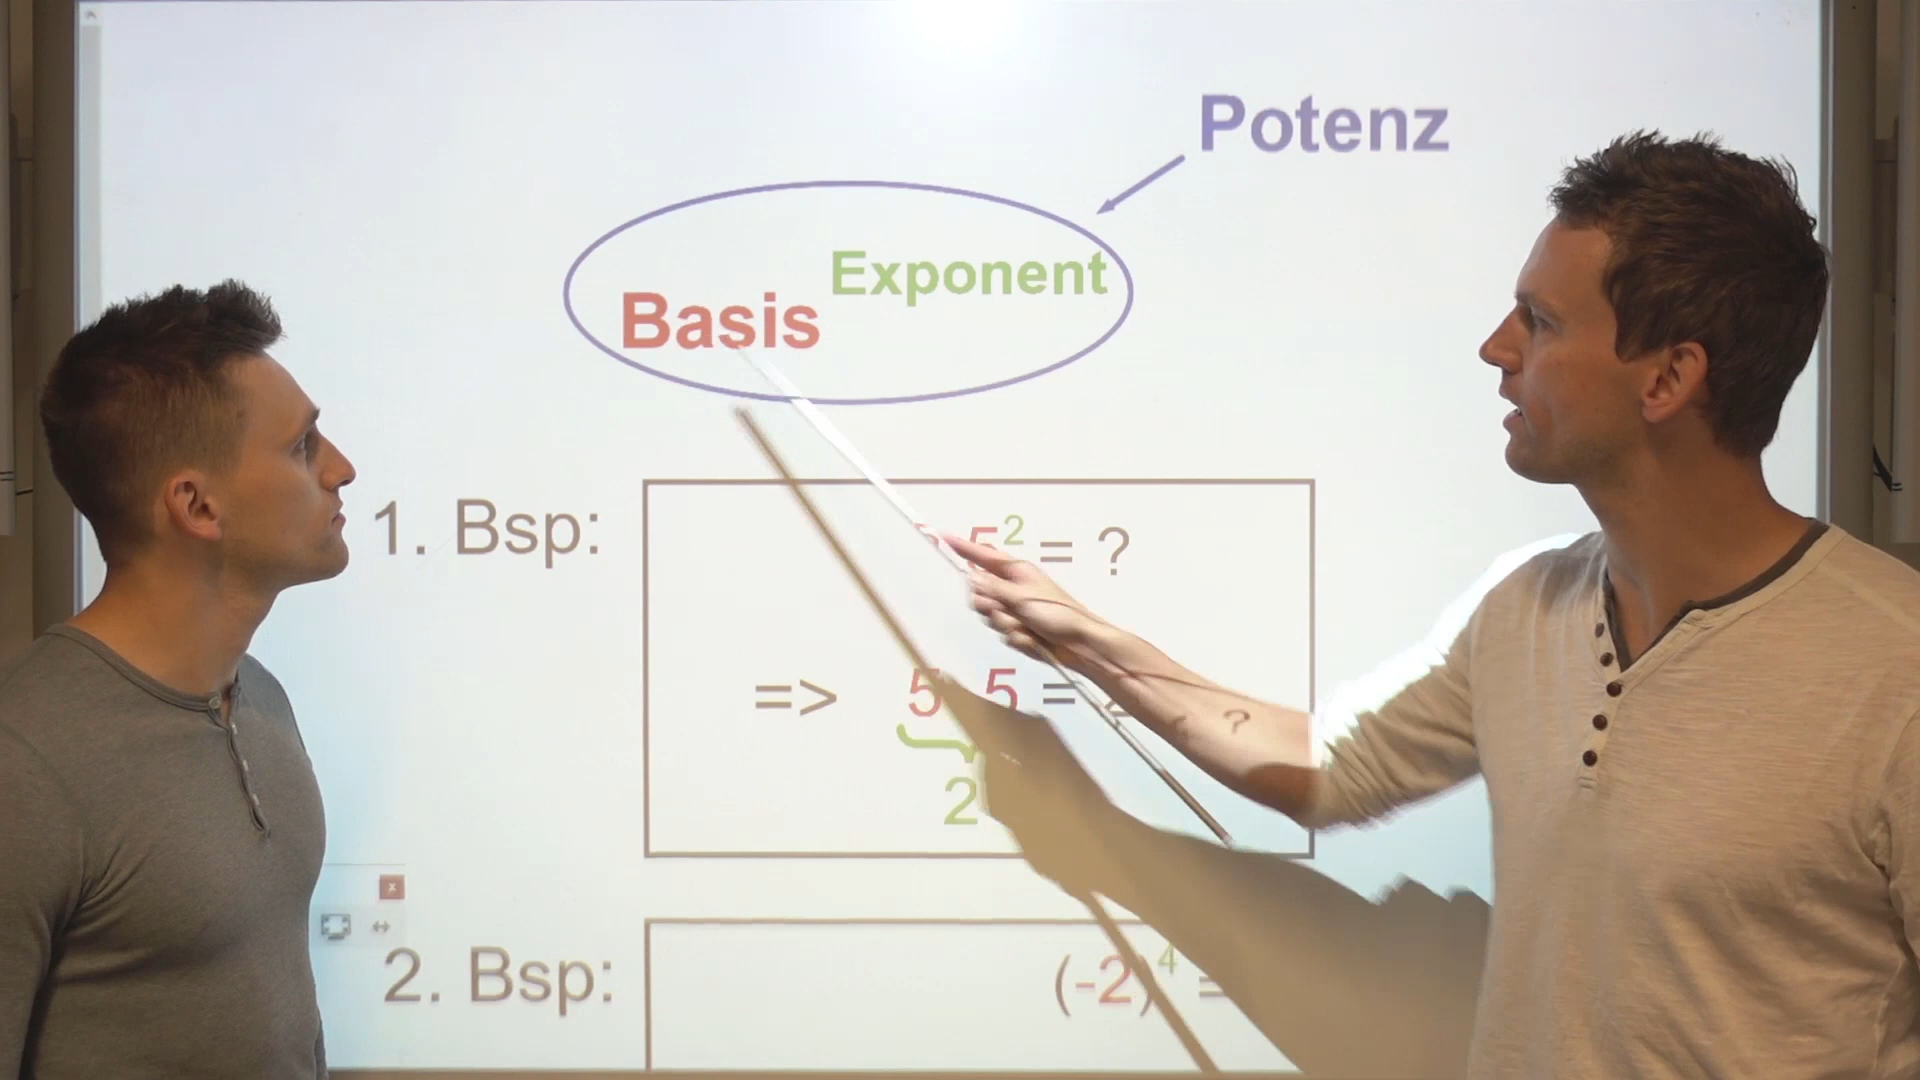 Potenz
Exponent
Basis
1. Bsp:
5² = ?
=> 5 5 =
?
2
2. Bsp:
(-2)⁴ =